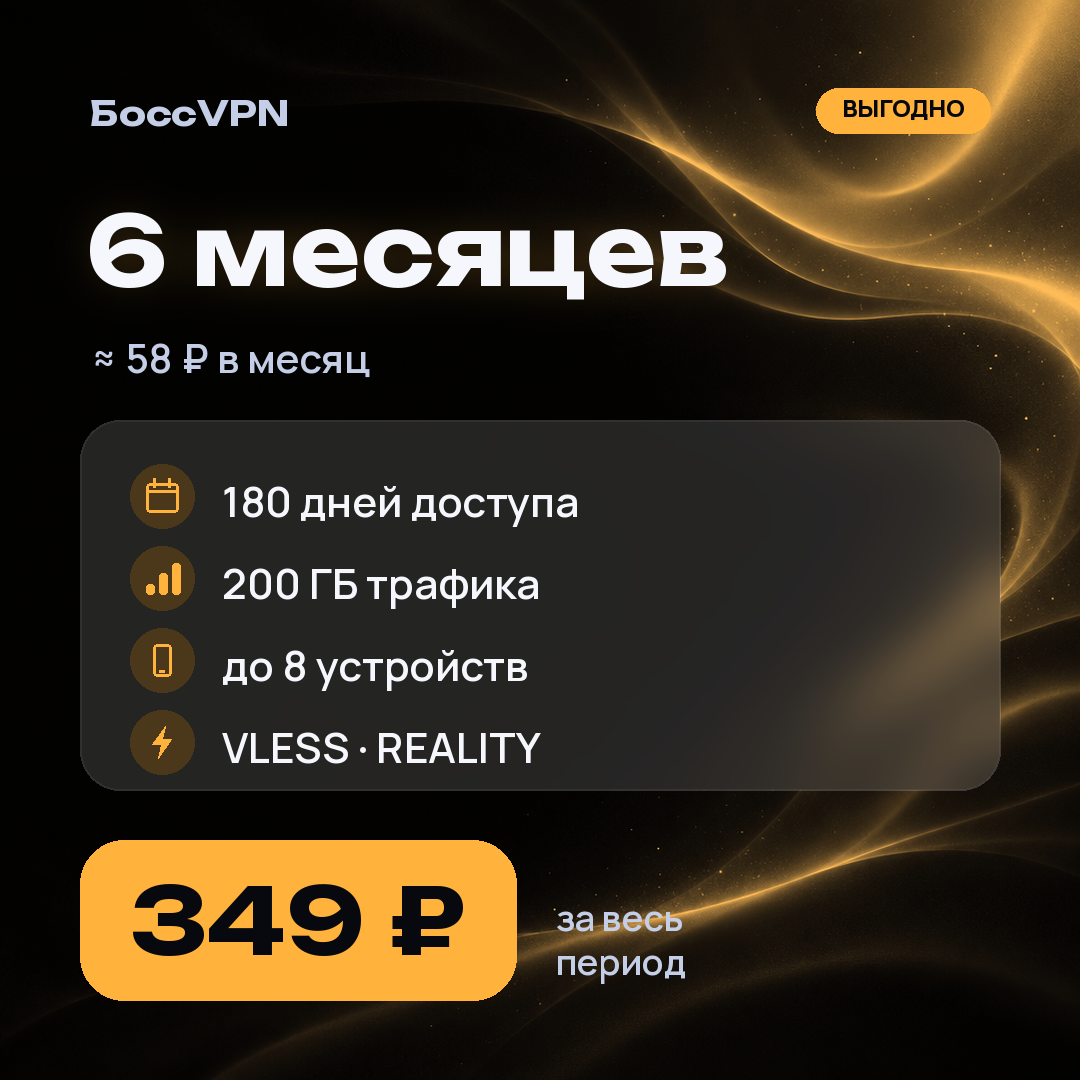 БоссVPN
ВЫГОДНО
6 месяцев
≈ 58 ₽ в месяц
180 дней доступа
200 ГБ трафика
до 8 устройств
VLESS · REALITY
349 ₽
за весь
период